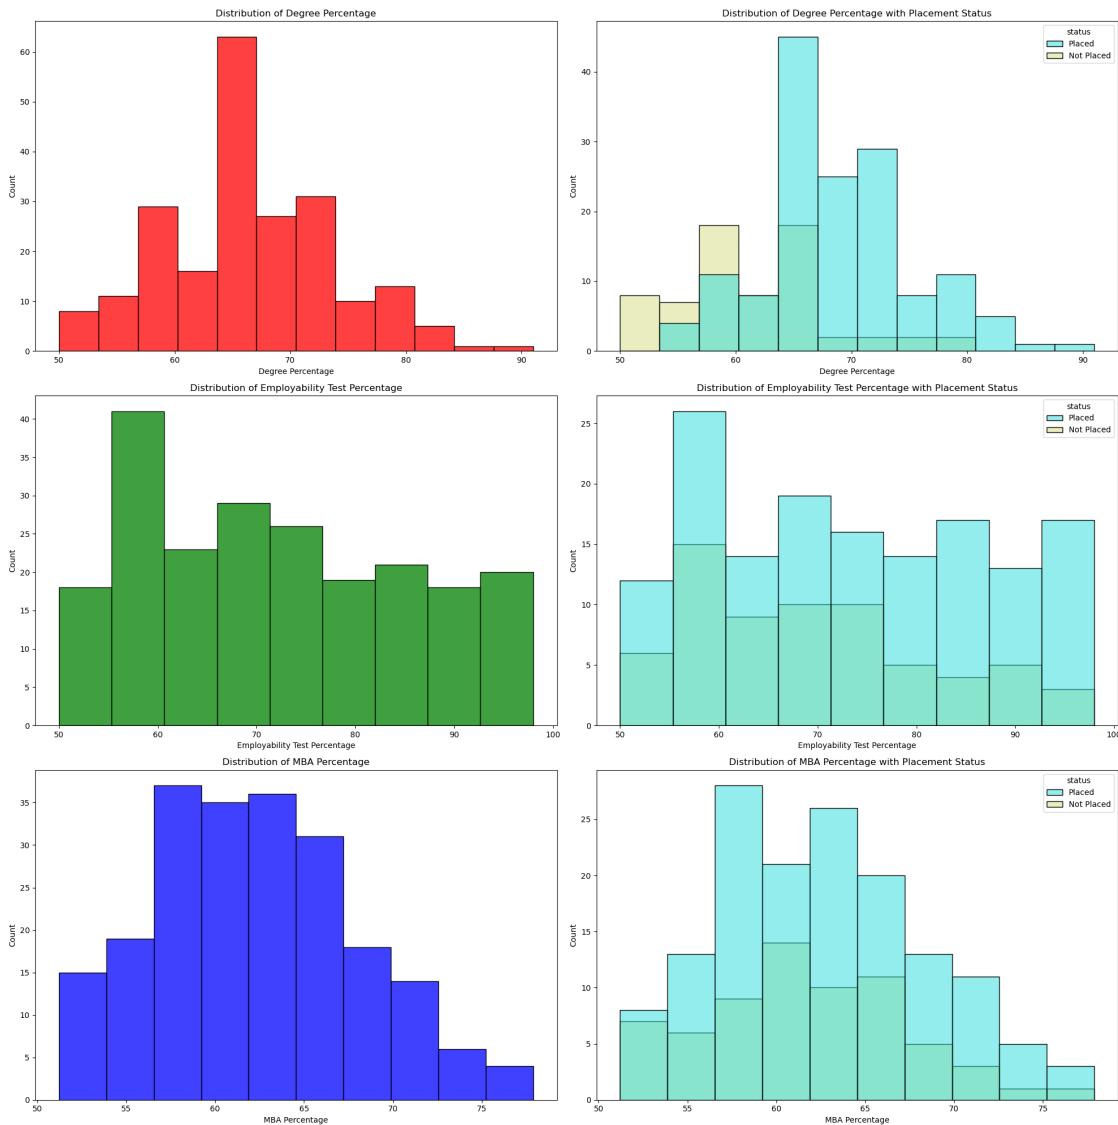 Distribution of Degree Percentage
60
50
40
30
20
10
0
Count
50 60 70 80 90
Degree Percentage
Distribution of Degree Percentage with Placement Status
status
Placed
Not Placed
40
30
20
10
0
Count
50 60 70 80 90
Degree Percentage
Distribution of Employability Test Percentage
40
35
30
25
20
15
10
5
0
Count
50 60 70 80 90 100
Employability Test Percentage
Distribution of Employability Test Percentage with Placement Status
status
Placed
Not Placed
25
20
15
10
5
0
Count
50 60 70 80 90 100
Employability Test Percentage
Distribution of MBA Percentage
35
30
25
20
15
10
5
0
Count
50 55 60 65 70 75
MBA Percentage
Distribution of MBA Percentage with Placement Status
status
Placed
Not Placed
25
20
15
10
5
0
Count
50 55 60 65 70 75
MBA Percentage